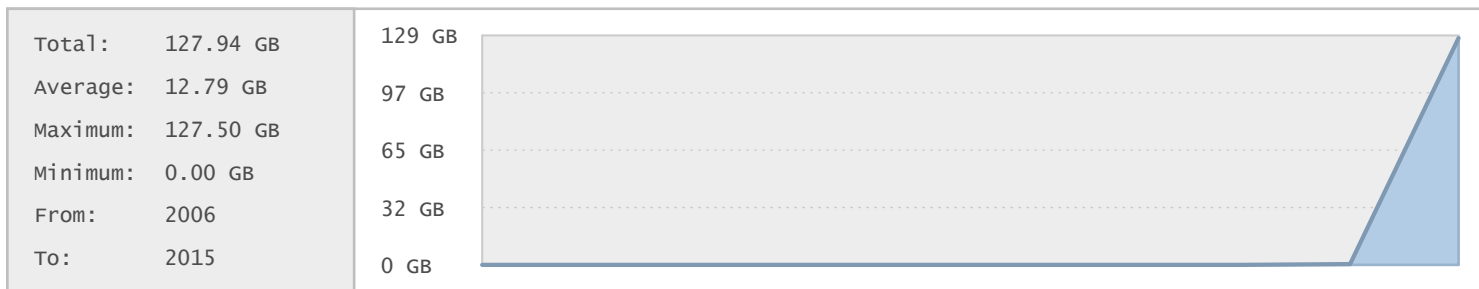 Total: 127.94 GB
Average: 12.79 GB
Maximum: 127.50 GB
Minimum: 0.00 GB
From: 2006
To: 2015
129 GB
97 GB
65 GB
32 GB
0 GB